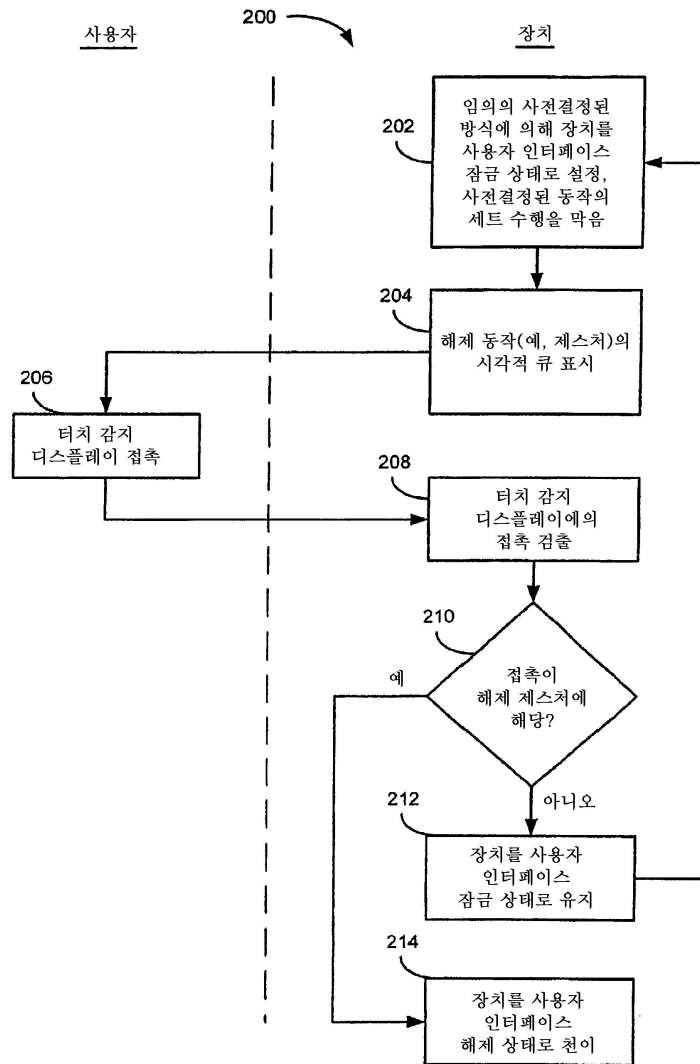 200
사용자
장치
202
임의의 사전결정된
방식에 의해 장치를
사용자 인터페이스
잠금 상태로 설정,
사전결정된 동작의
세트 수행을 막음
204
해제 동작(예, 제스처)의
시각적 큐 표시
206
터치 감지
디스플레이 접촉
208
터치 감지
디스플레이에의
접촉 검출
210
접촉이
해제 제스처에
해당?
예
아니오
212
장치를 사용자
인터페이스
잠금 상태로 유지
214
장치를 사용자
인터페이스
해제 상태로 천이